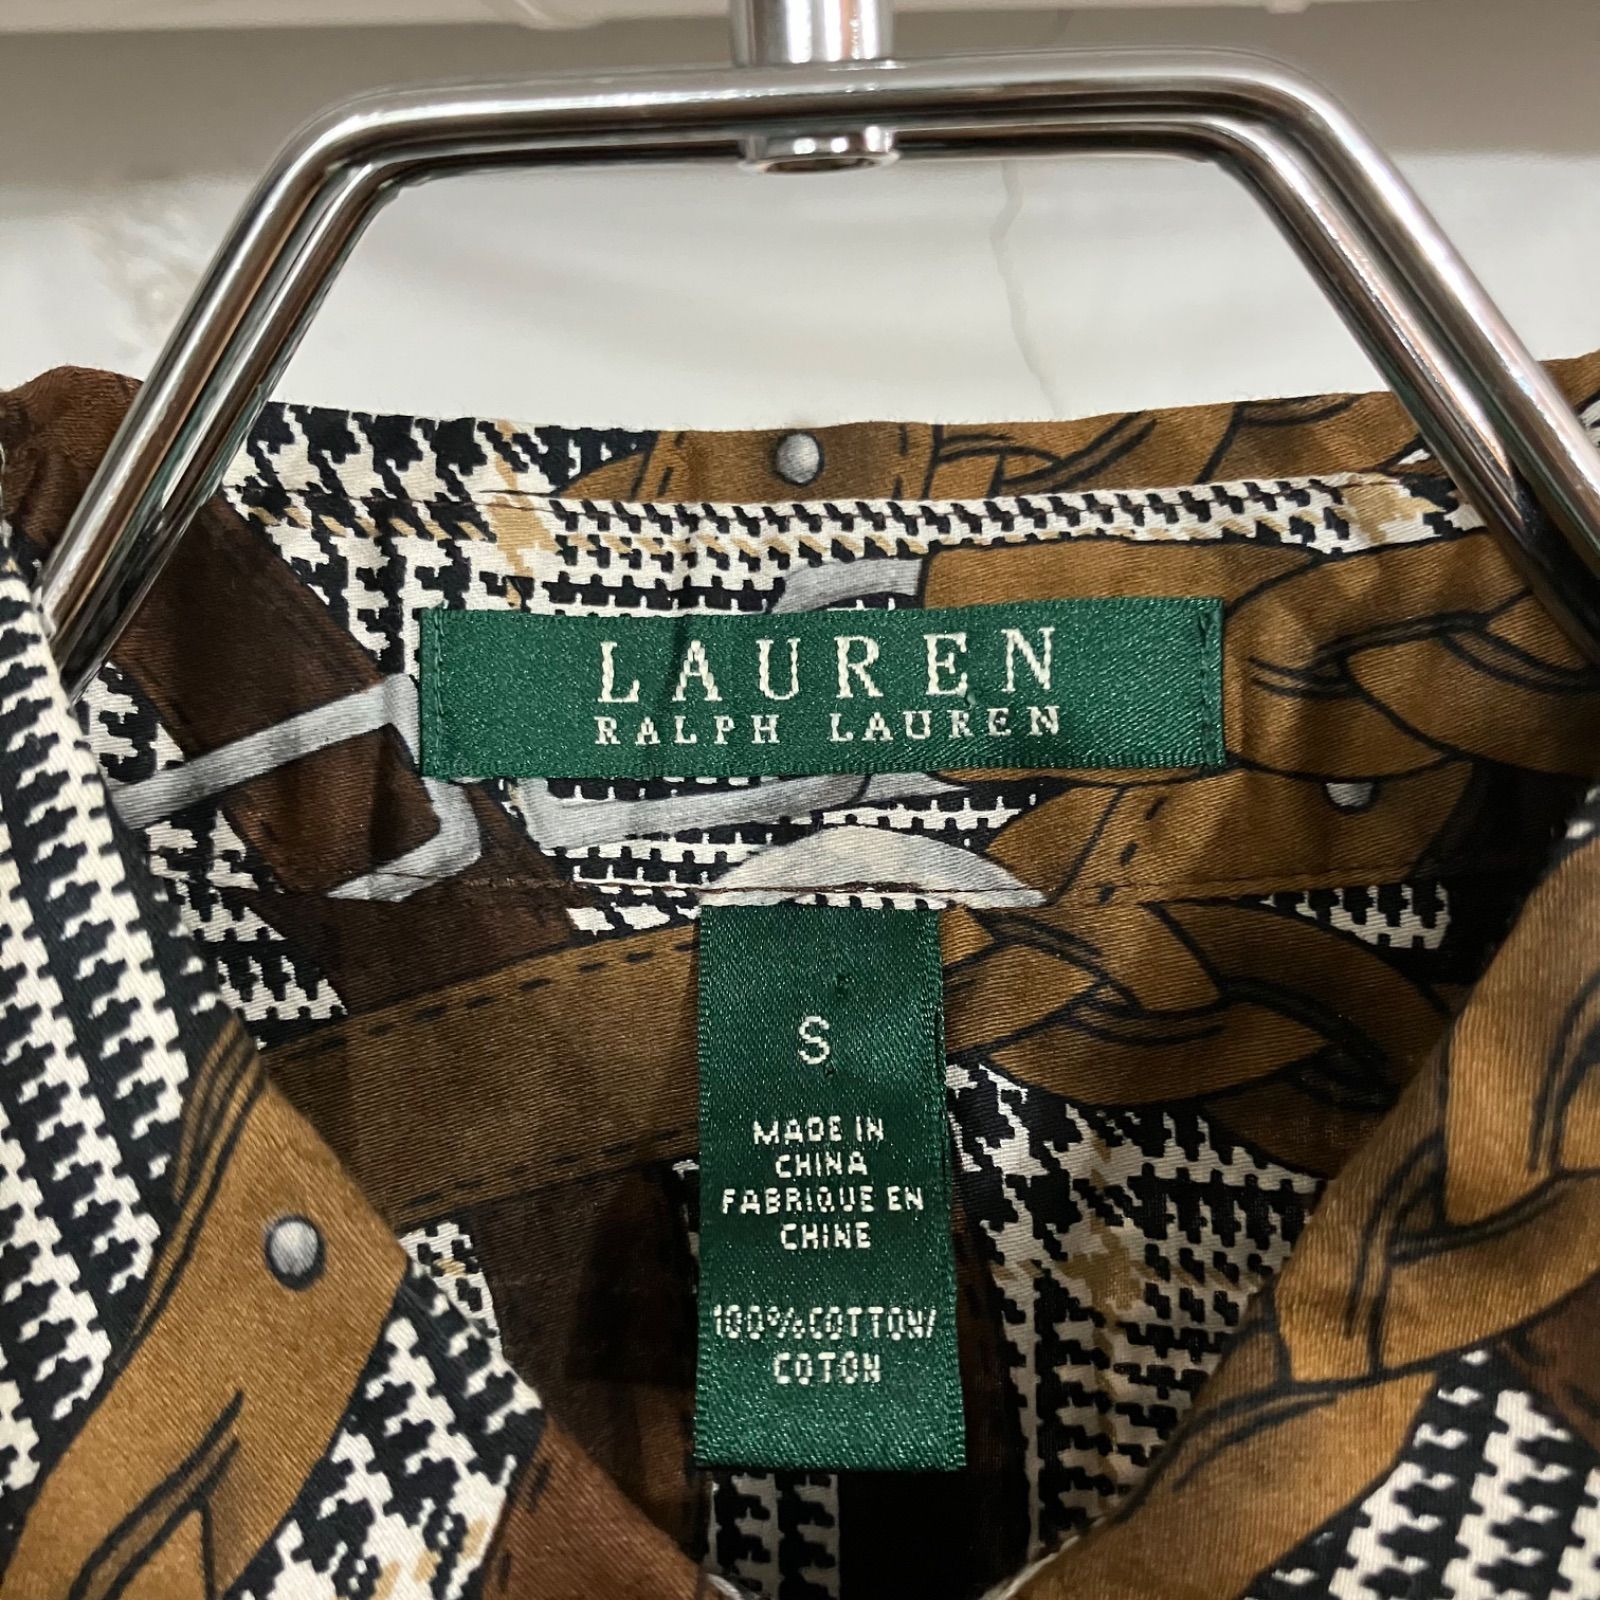 LAUREN
RALPH LAUREN
S
MADE IN
CHINA
FABRIQUE EN
CHINE
100%COTTON/
COTON